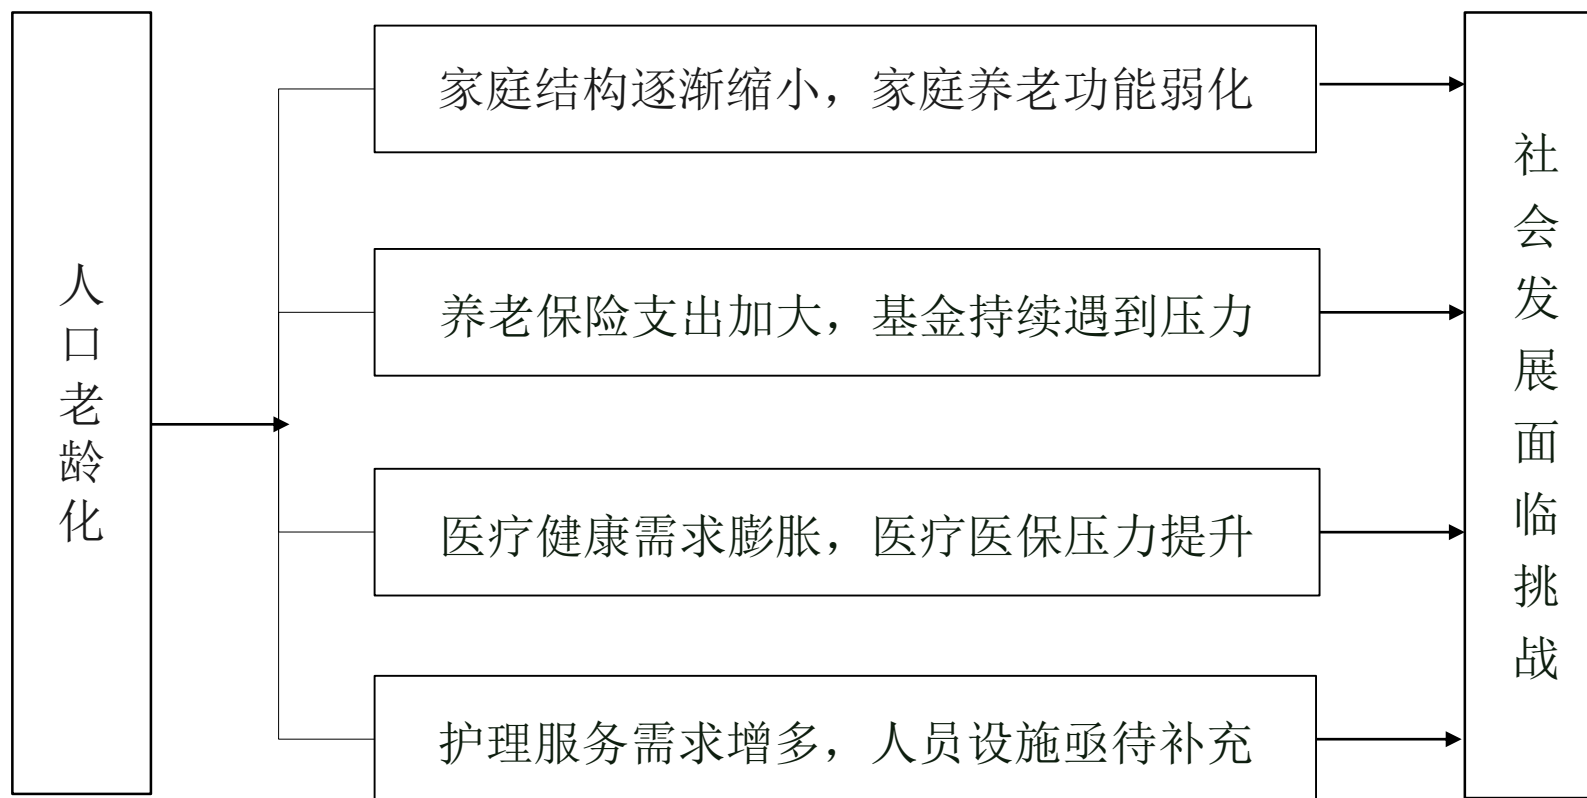 人口老龄化
家庭结构逐渐缩小，家庭养老功能弱化
养老保险支出加大，基金持续遇到压力
医疗健康需求膨胀，医疗医保压力提升
护理服务需求增多，人员设施亟待补充
社会发展面临挑战